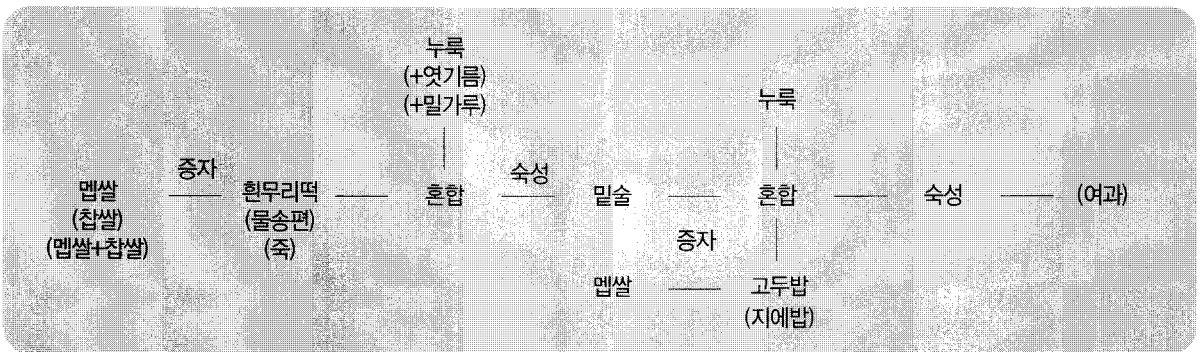 누룩
(+엿기름)
(+밀가루)
누룩
증자
숙성
멥쌀
(찹쌀)
(멥쌀+찹쌀)
흰무리떡
(물송편)
(죽)
혼합
밑술
혼합
숙성
(여과)
증자
멥쌀
고두밥
(지에밥)